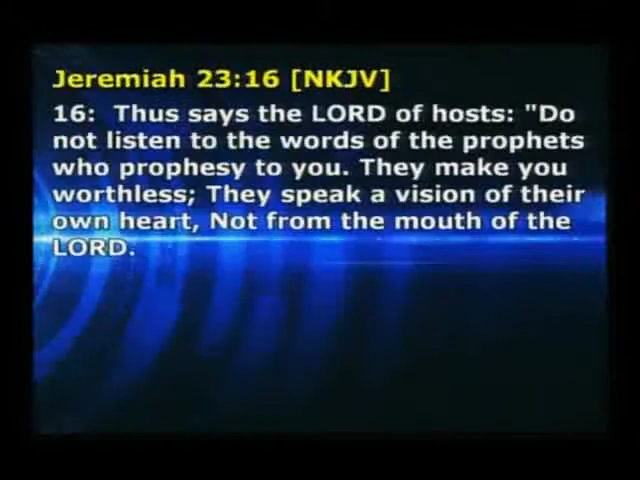 Jeremiah 23:16 [NKJV]
16:  Thus says the LORD of hosts: "Do
not listen to the words of the prophets
who prophesy to you. They make you
worthless; They speak a vision of their
own heart, Not from the mouth of the
LORD.